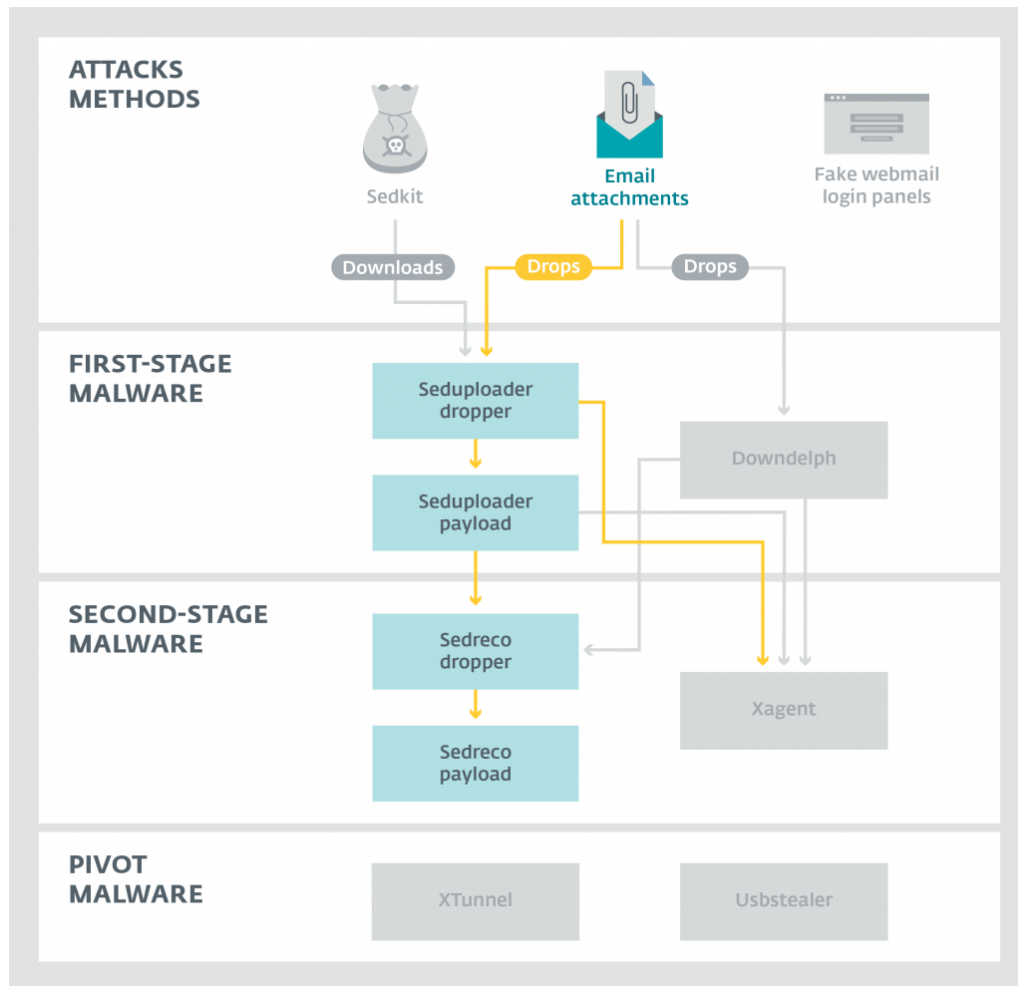 ATTACKS
METHODS
Sedkit
Email
attachments
Fake webmail
login panels
Downloads
Drops
Drops
FIRST-STAGE
MALWARE
Seduploader
dropper
Downdelph
Seduploader
payload
SECOND-STAGE
MALWARE
Sedreco
dropper
Xagent
Sedreco
payload
PIVOT
MALWARE
XTunnel
Usbstealer